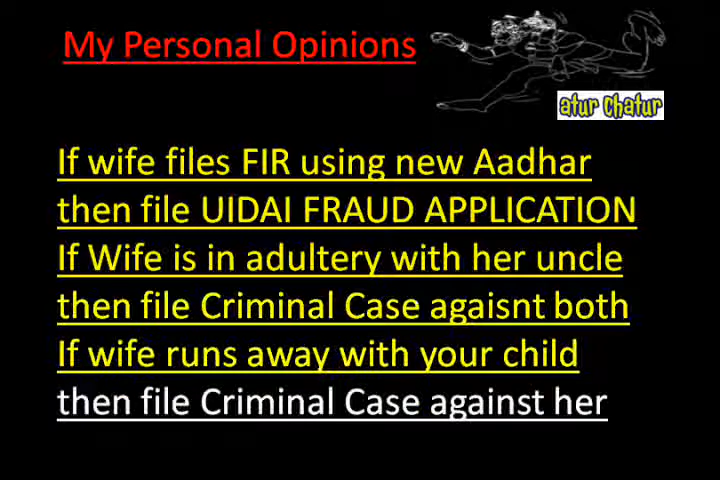 My Personal Opinions
atur Chatur
If wife files FIR using new Aadhar
then file UIDAI FRAUD APPLICATION
If Wife is in adultery with her uncle
then file Criminal Case agaisnt both
If wife runs away with your child
then file Criminal Case against her